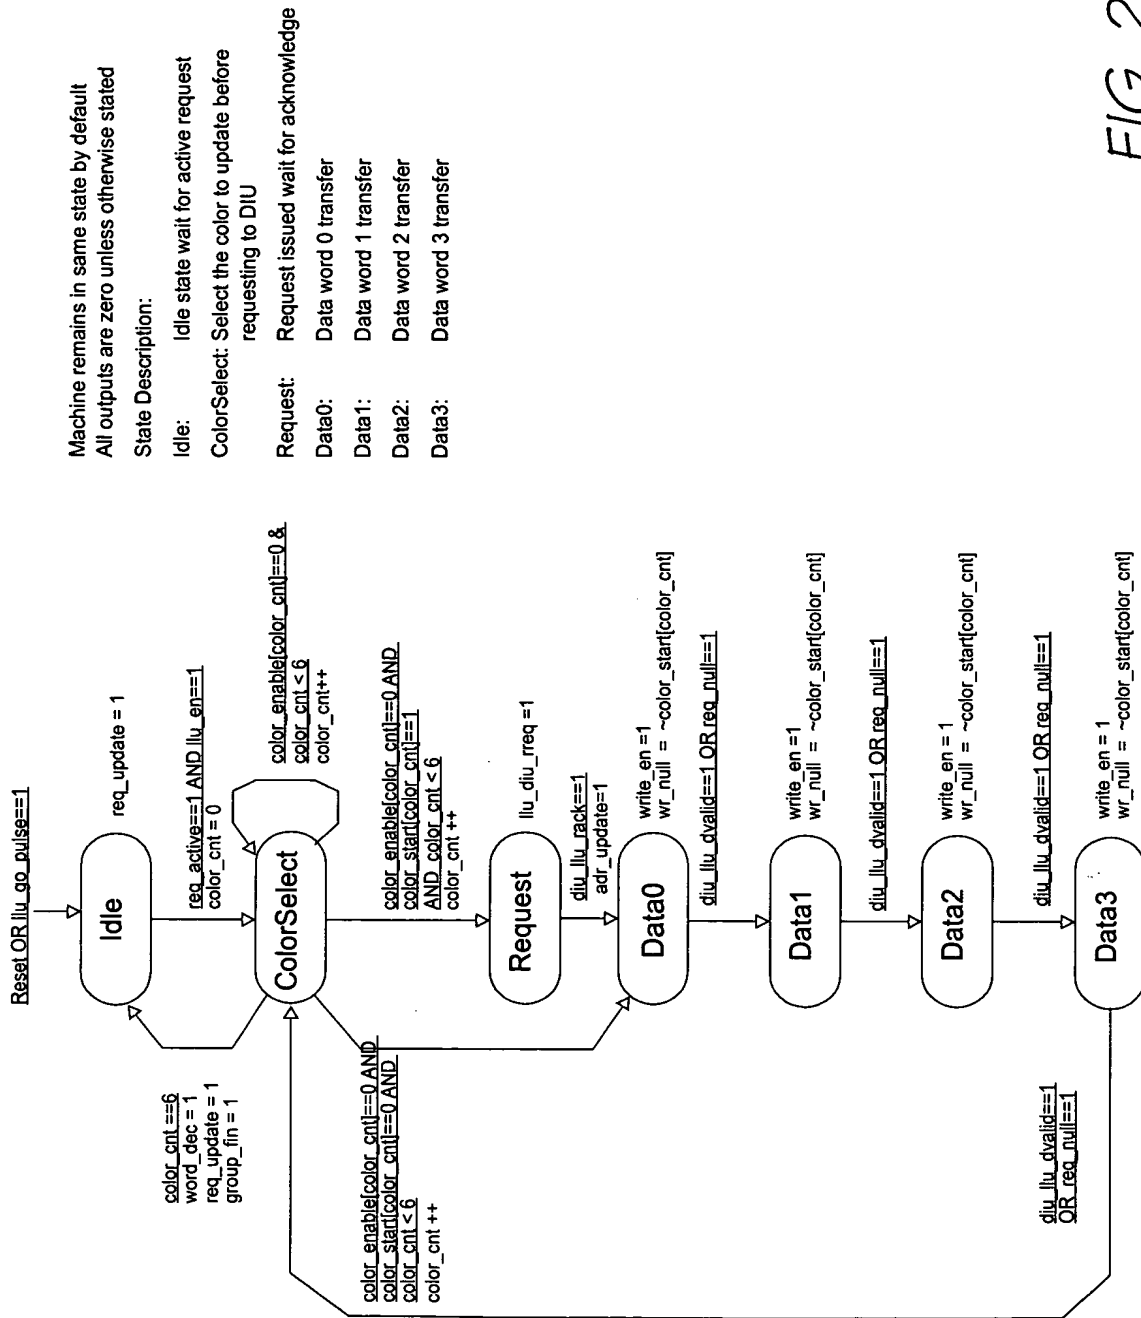 Reset OR llu_go_pulse==1
Idle
req_update = 1
req_active==1 AND llu_en==1
color_cnt = 0
color_cnt ==6
word_dec = 1
req_update = 1
group_fin = 1
ColorSelect
color_enable[color_cnt]==0 &
color_cnt < 6
color_cnt++
color_enable[color_cnt]==0 AND
color_start[color_cnt]==1
AND color_cnt < 6
color_cnt ++
color_enable[color_cnt]==0 AND
color_start[color_cnt]==0 AND
color_cnt < 6
color_cnt ++
Request
llu_diu_rreq =1
diu_llu_rack==1
adr_update=1
Data0
write_en =1
wr_null = ~color_start[color_cnt]
diu_llu_dvalid==1 OR req_null==1
Data1
write_en =1
wr_null = ~color_start[color_cnt]
diu_llu_dvalid==1 OR req_null==1
Data2
write_en = 1
wr_null = ~color_start[color_cnt]
diu_llu_dvalid==1 OR req_null==1
Data3
write_en = 1
wr_null = ~color_start[color_cnt]
diu_llu_dvalid==1
OR req_null==1
Machine remains in same state by default
All outputs are zero unless otherwise stated
State Description:
Idle: Idle state wait for active request
ColorSelect: Select the color to update before
requesting to DIU
Request: Request issued wait for acknowledge
Data0: Data word 0 transfer
Data1: Data word 1 transfer
Data2: Data word 2 transfer
Data3: Data word 3 transfer
FIG. 2